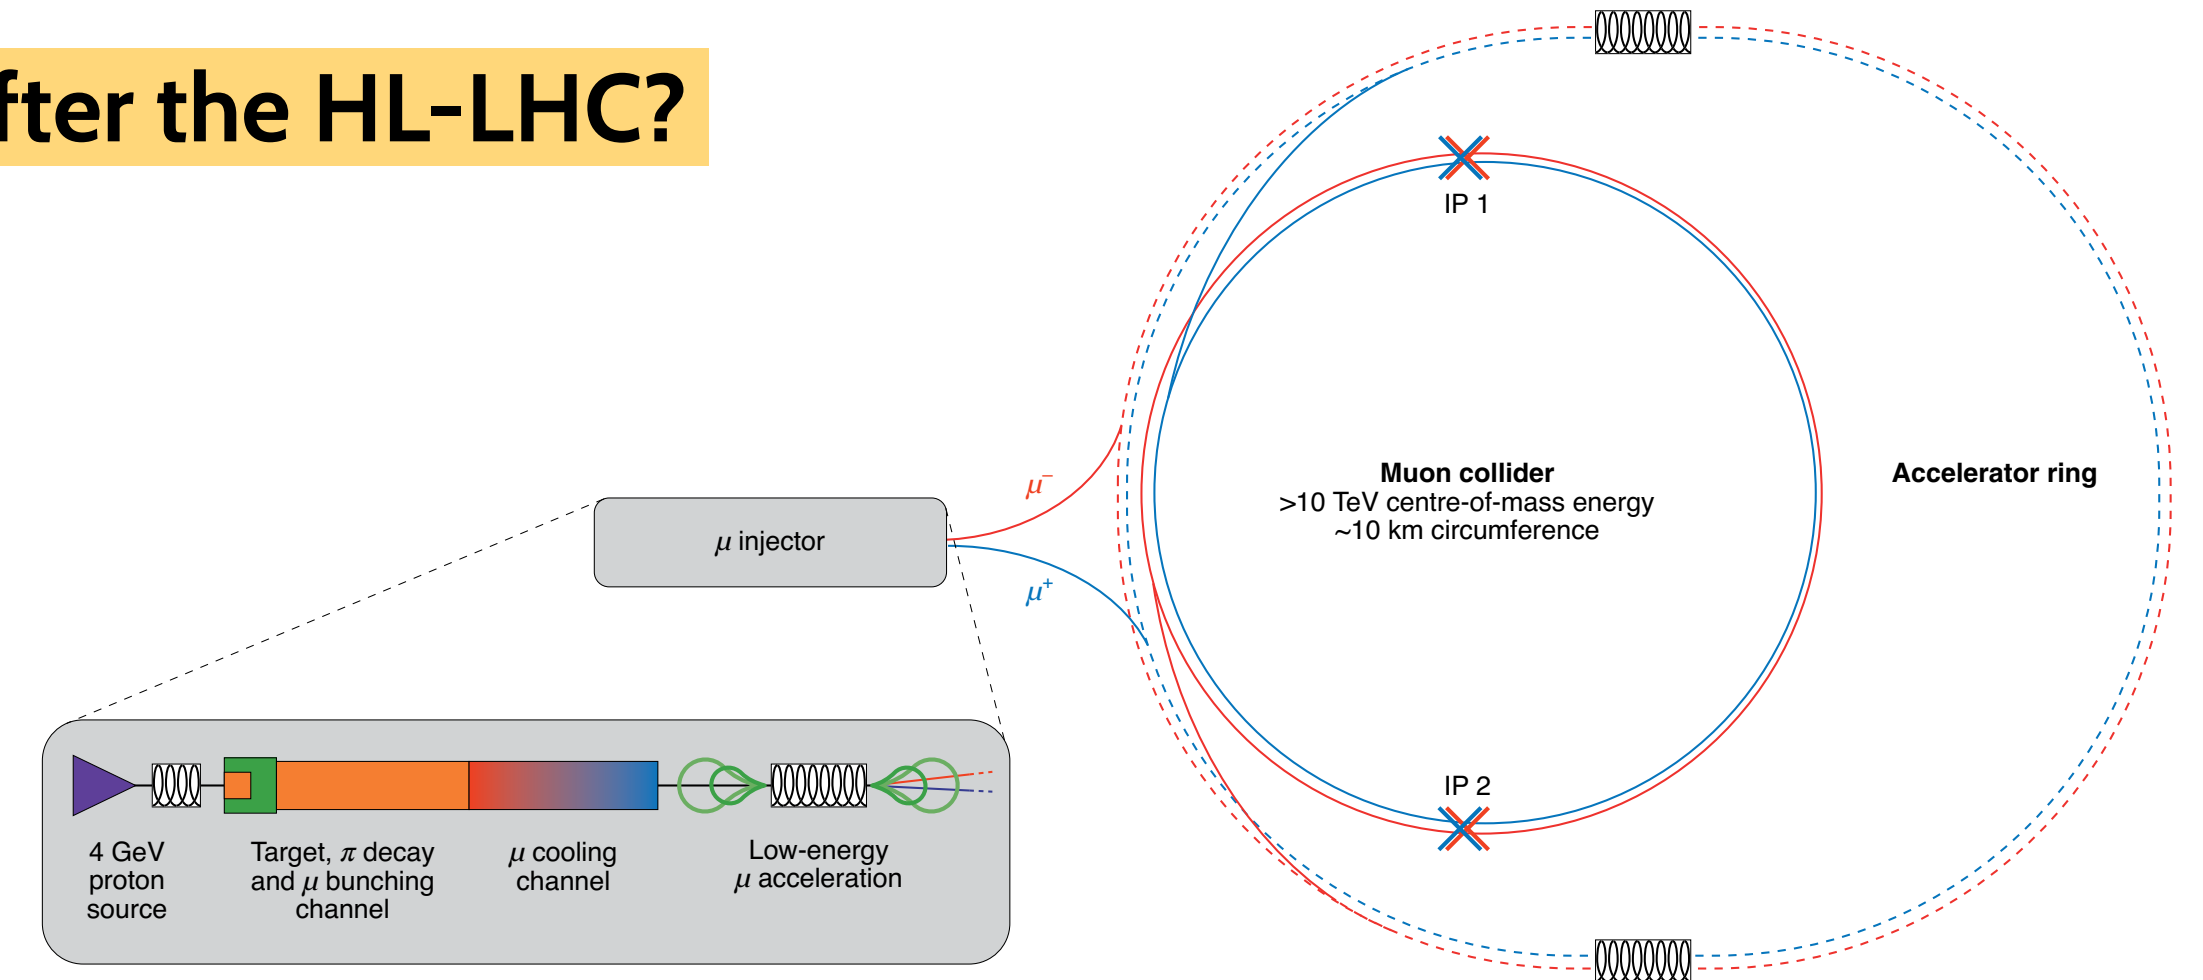 fter the HL-LHC?
IP 1
μ⁻
Muon collider
>10 TeV centre-of-mass energy
~10 km circumference
Accelerator ring
μ injector
μ⁺
IP 2
4 GeV
proton
source
Target, π decay
and μ bunching
channel
μ cooling
channel
Low-energy
μ acceleration